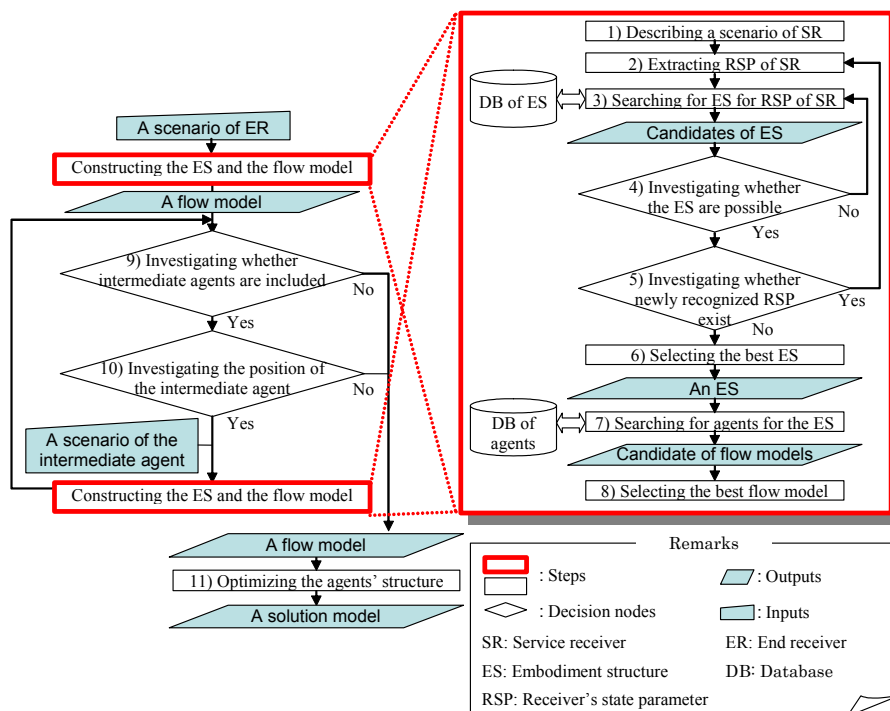 A scenario of ER
Constructing the ES and the flow model
A flow model
9) Investigating whether
intermediate agents are included
No
Yes
10) Investigating the position of
the intermediate agent
No
Yes
A scenario of the
intermediate agent
Constructing the ES and the flow model
A flow model
11) Optimizing the agents' structure
A solution model
1) Describing a scenario of SR
2) Extracting RSP of SR
DB of ES
3) Searching for ES for RSP of SR
Candidates of ES
4) Investigating whether
the ES are possible
No
Yes
5) Investigating whether
newly recognized RSP
exist
Yes
No
6) Selecting the best ES
An ES
DB of
agents
7) Searching for agents for the ES
Candidate of flow models
8) Selecting the best flow model
Remarks
: Steps
: Outputs
: Decision nodes
: Inputs
SR: Service receiver
ER: End receiver
ES: Embodiment structure
DB: Database
RSP: Receiver's state parameter